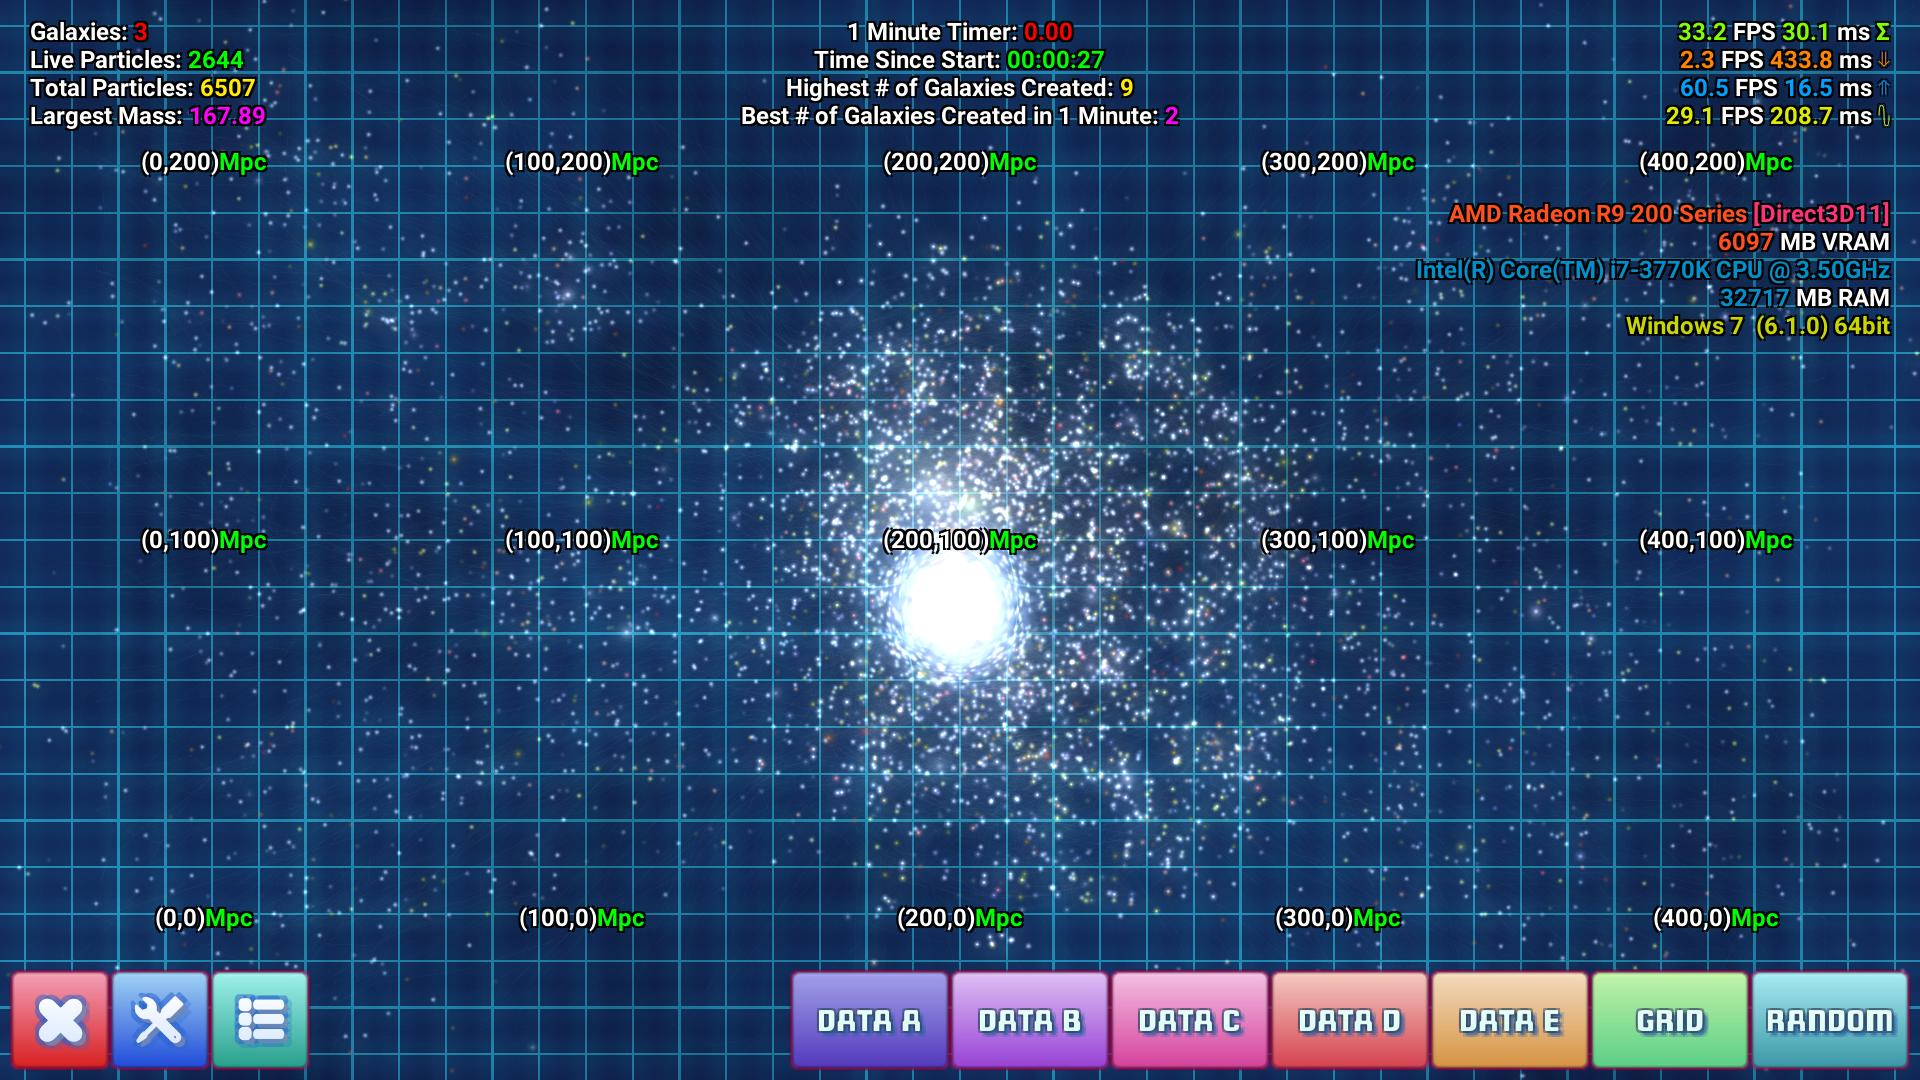 Galaxies: 3
Live Particles: 2644
Total Particles: 6507
Largest Mass: 167.89
1 Minute Timer: 0.00
Time Since Start: 00:00:27
Highest # of Galaxies Created: 9
Best # of Galaxies Created in 1 Minute: 2
33.2 FPS 30.1 ms Σ
2.3 FPS 433.8 ms ⇓
60.5 FPS 16.5 ms ⇑
29.1 FPS 208.7 ms ∿
(0,200)Mpc (100,200)Mpc (200,200)Mpc (300,200)Mpc (400,200)Mpc
AMD Radeon R9 200 Series [Direct3D11]
6097 MB VRAM
Intel(R) Core(TM) i7-3770K CPU @ 3.50GHz
32717 MB RAM
Windows 7  (6.1.0) 64bit
(0,100)Mpc (100,100)Mpc (200,100)Mpc (300,100)Mpc (400,100)Mpc
(0,0)Mpc (100,0)Mpc (200,0)Mpc (300,0)Mpc (400,0)Mpc
DATA A DATA B DATA C DATA D DATA E GRID RANDOM